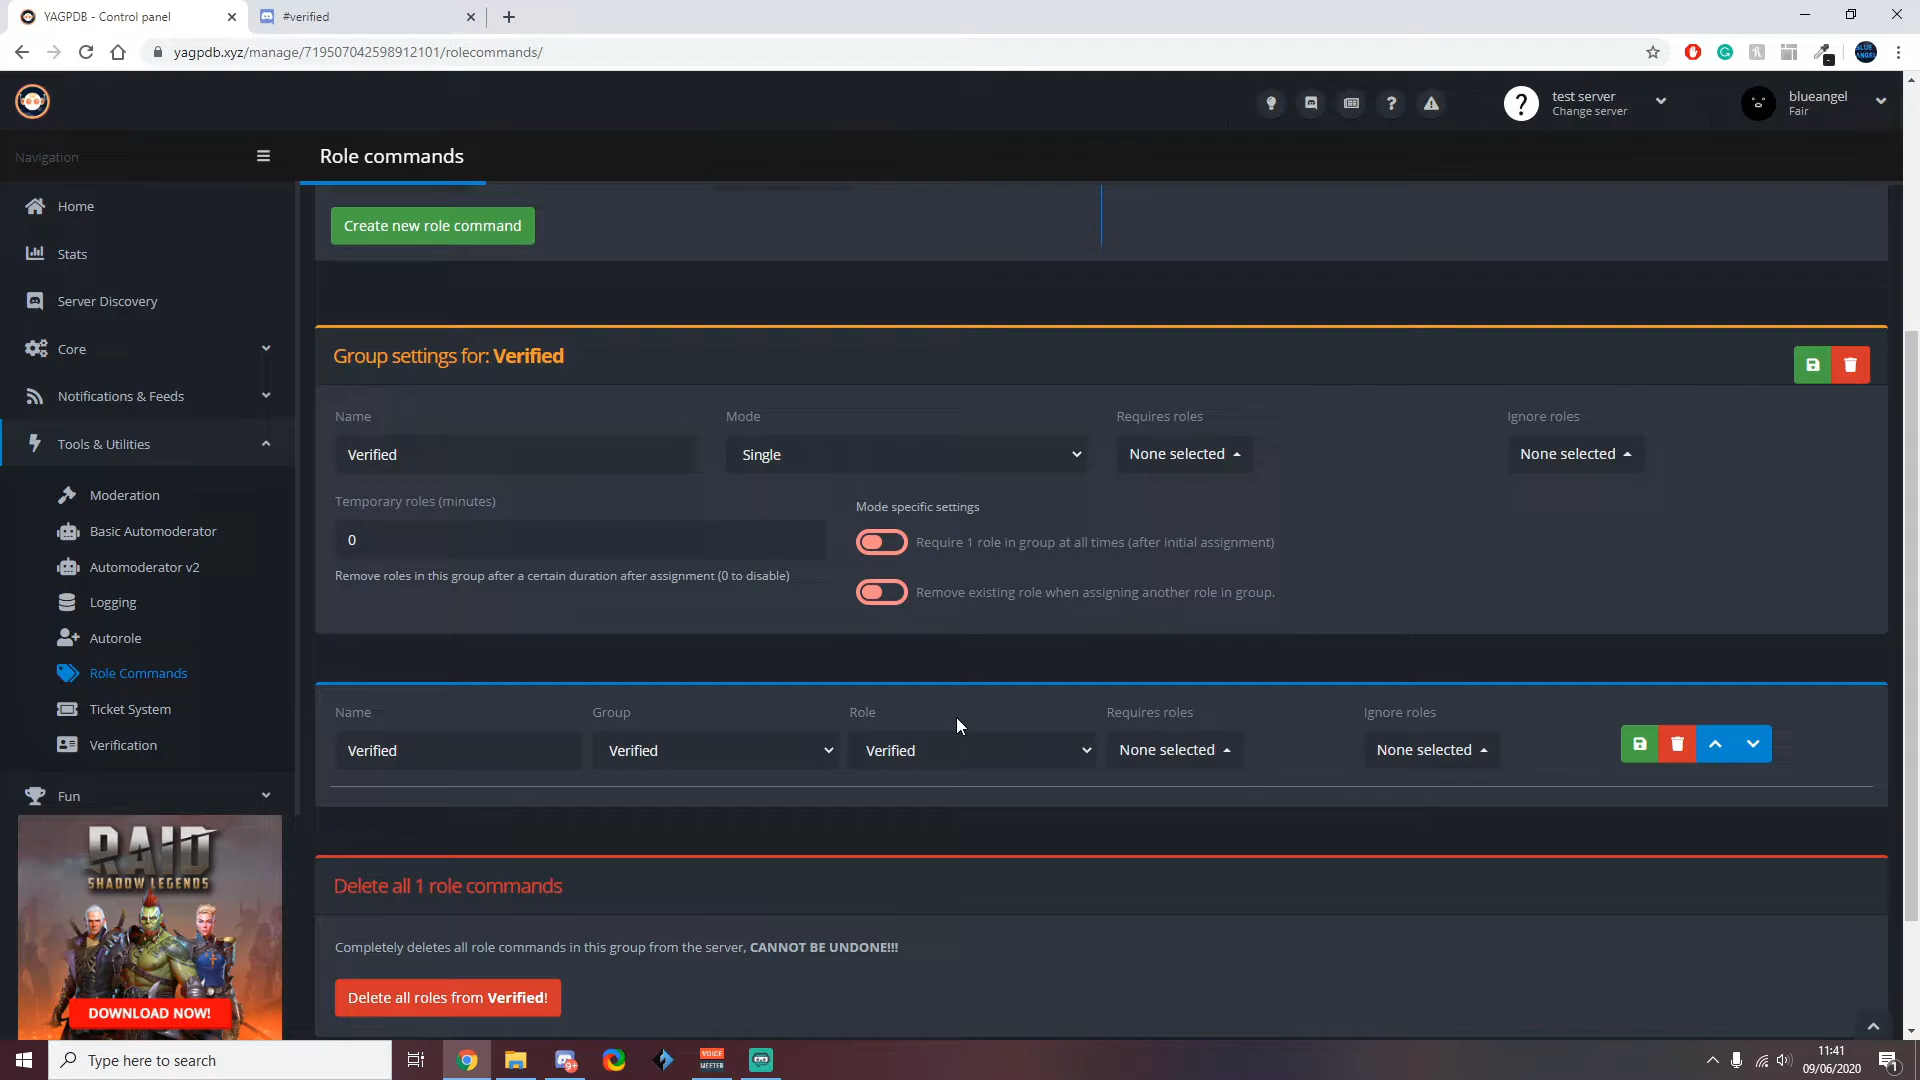 YAGPDB - Control panel
#verified
yagpdb.xyz/manage/719507042598912101/rolecommands/
BLUE ANGEL
test server
Change server
blueangel
Fair
Navigation
Role commands
Home
Stats
Server Discovery
Core
Notifications & Feeds
Tools & Utilities
Moderation
Basic Automoderator
Automoderator v2
Logging
Autorole
Role Commands
Ticket System
Verification
Fun
RAID
SHADOW LEGENDS
DOWNLOAD NOW!
Create new role command
Group settings for: Verified
Name
Mode
Requires roles
Ignore roles
Verified
Single
None selected
None selected
Temporary roles (minutes)
Mode specific settings
0
Require 1 role in group at all times (after initial assignment)
Remove roles in this group after a certain duration after assignment (0 to disable)
Remove existing role when assigning another role in group.
Name
Group
Role
Requires roles
Ignore roles
Verified
Verified
Verified
None selected
None selected
Delete all 1 role commands
Completely deletes all role commands in this group from the server, CANNOT BE UNDONE!!!
Delete all roles from Verified!
Type here to search
9+
VOICE
MEETER
11:41
09/06/2020
1